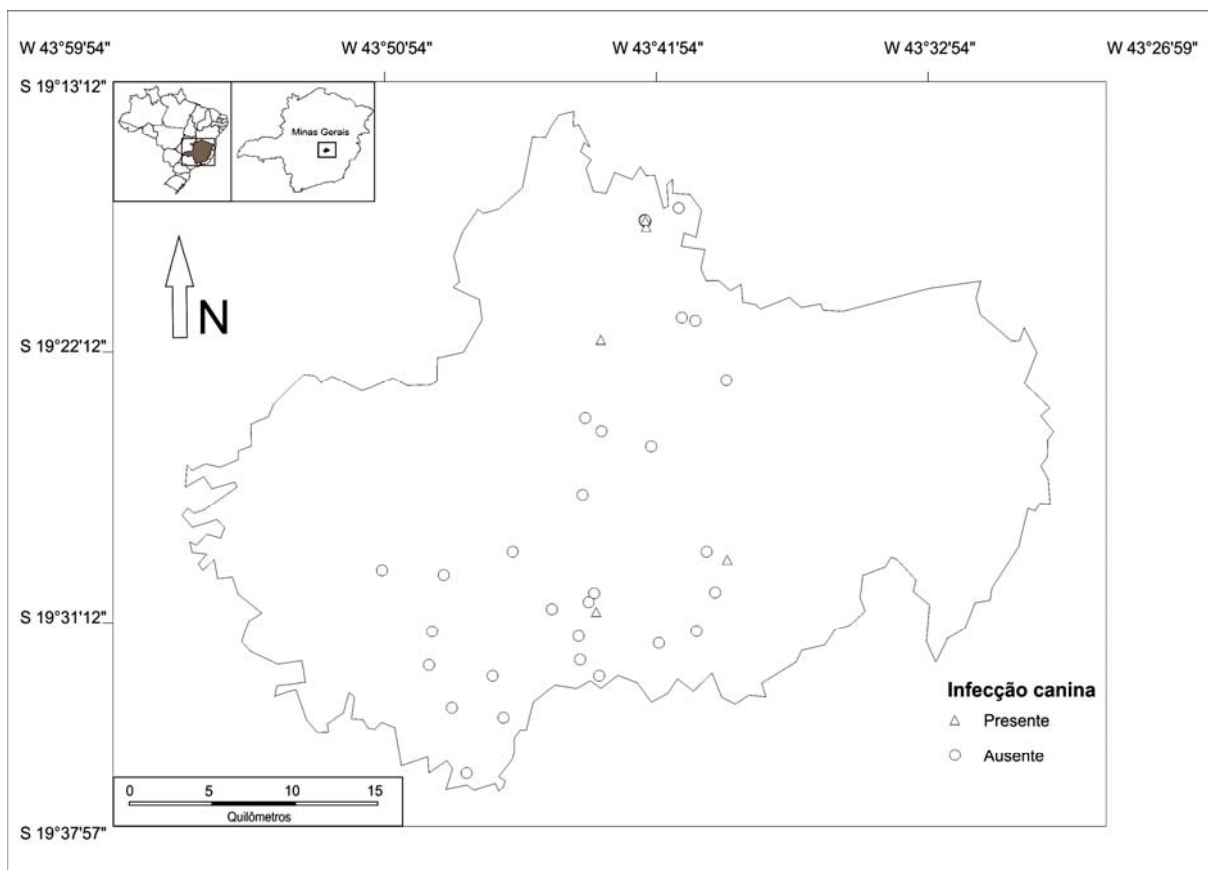 W 43°59'54" W 43°50'54" W 43°41'54" W 43°32'54" W 43°26'59"
S 19°13'12"
Minas Gerais
N
S 19°22'12"
S 19°31'12"
Infecção canina
Presente
Ausente
0 5 10 15
Quilômetros
S 19°37'57"